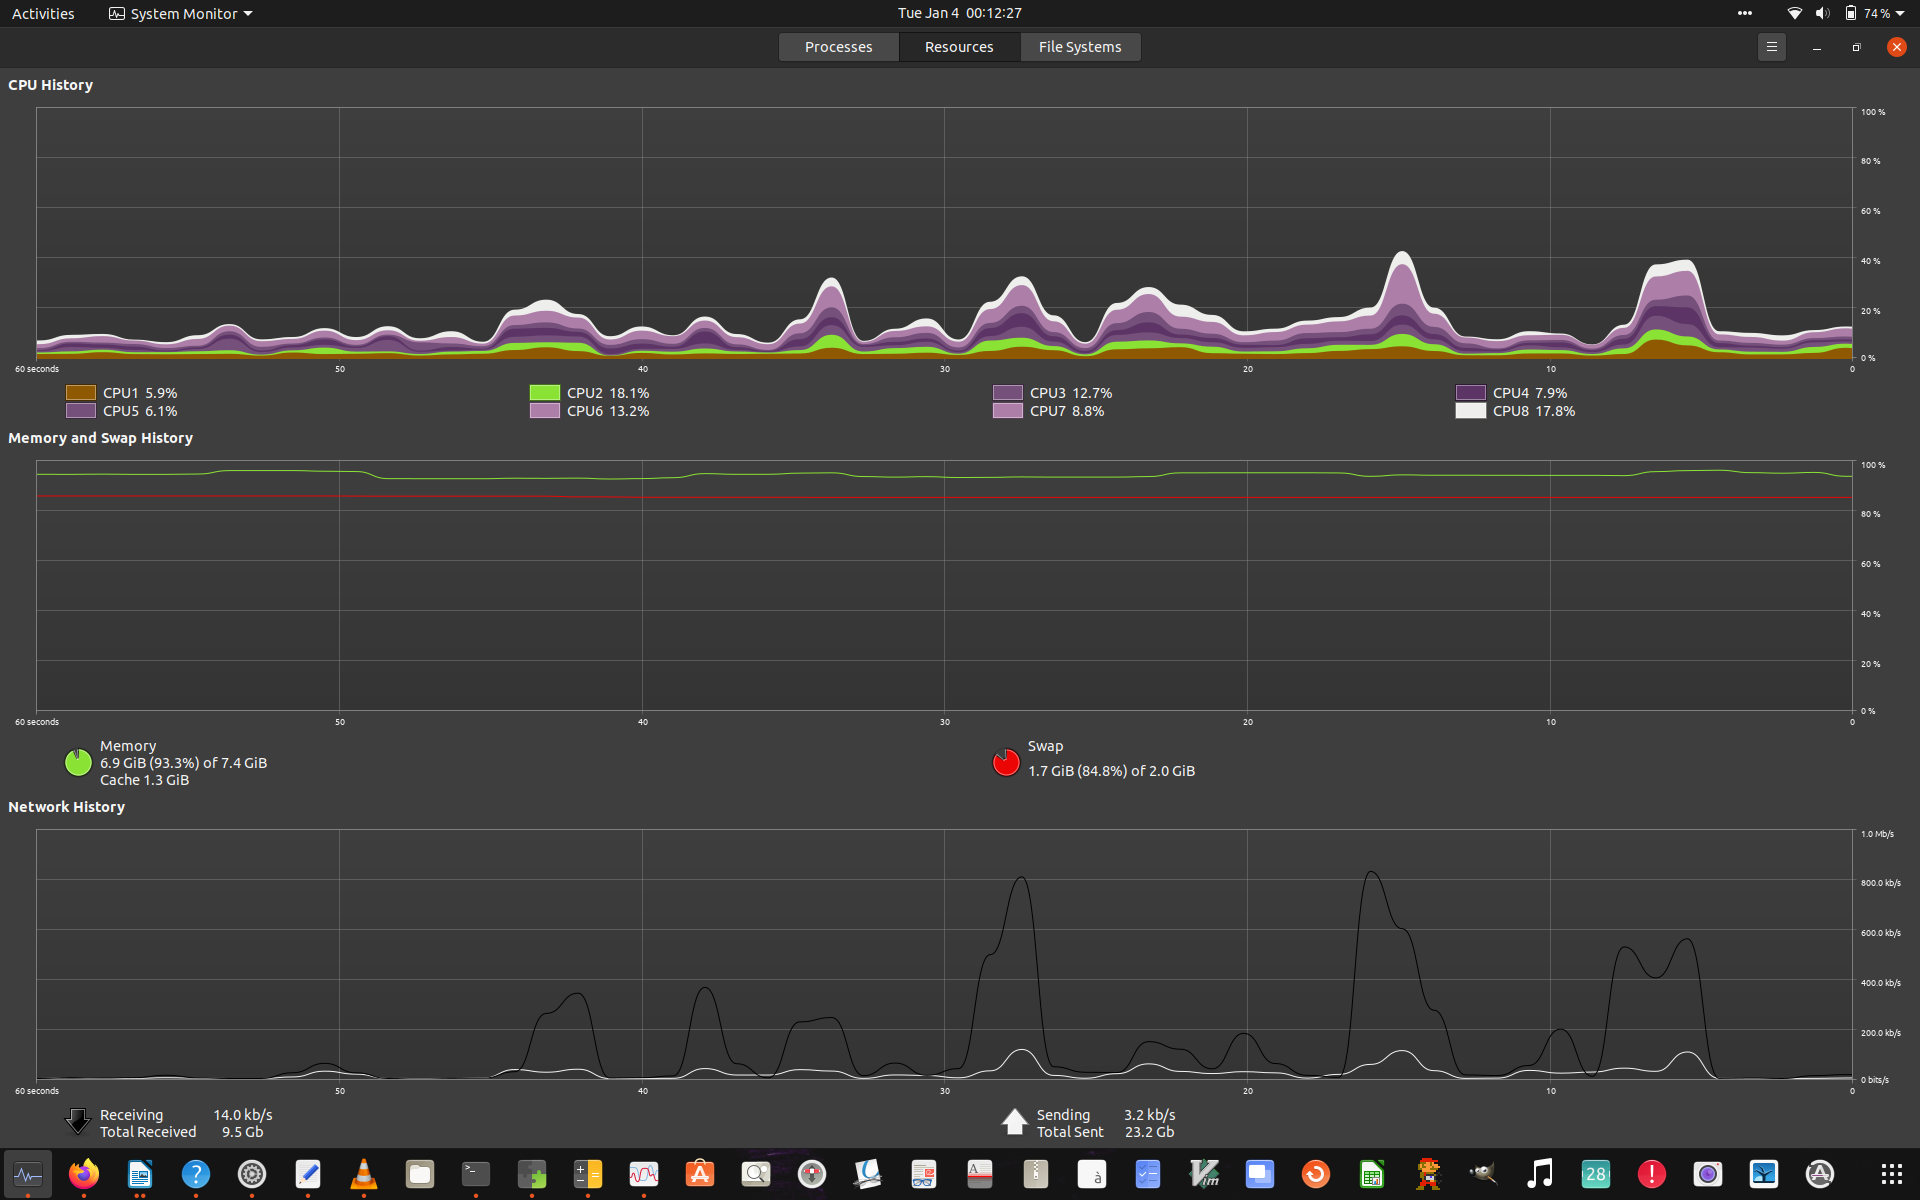 Activities System Monitor Tue Jan 4 00:12:27 74 %
Processes Resources File Systems
CPU History
100 %
80 %
60 %
40 %
20 %
0 %
60 seconds 50 40 30 20 10 0
CPU1 5.9% CPU2 18.1% CPU3 12.7% CPU4 7.9%
CPU5 6.1% CPU6 13.2% CPU7 8.8% CPU8 17.8%
Memory and Swap History
100 %
80 %
60 %
40 %
20 %
0 %
60 seconds 50 40 30 20 10 0
Memory
6.9 GiB (93.3%) of 7.4 GiB
Cache 1.3 GiB
Swap
1.7 GiB (84.8%) of 2.0 GiB
Network History
1.0 Mb/s
800.0 kb/s
600.0 kb/s
400.0 kb/s
200.0 kb/s
0 bits/s
60 seconds 50 40 30 20 10 0
Receiving 14.0 kb/s Sending 3.2 kb/s
Total Received 9.5 Gb Total Sent 23.2 Gb
? >_ A à Vim 28 !